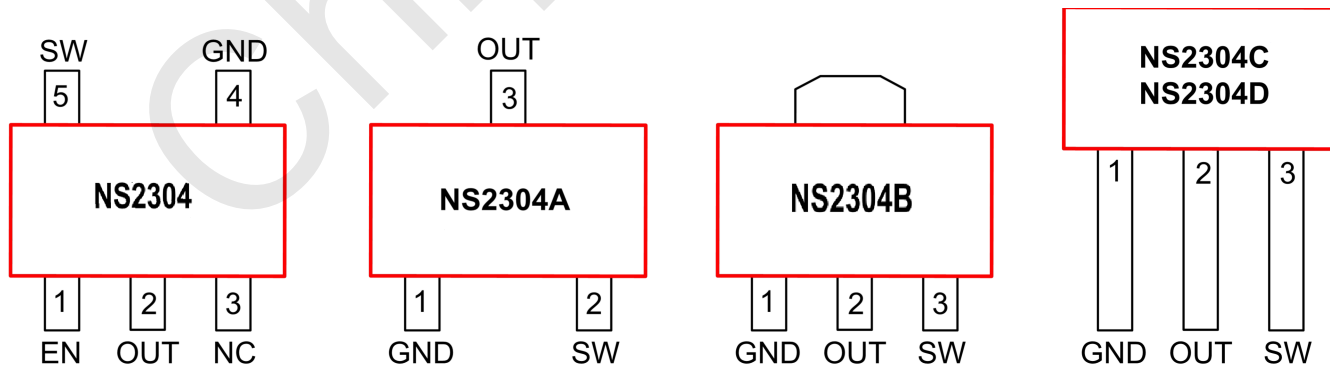 SW GND
5 4
NS2304
1 2 3
EN OUT NC
OUT
3
NS2304A
1 2
GND SW
NS2304B
1 2 3
GND OUT SW
NS2304C
NS2304D
1 2 3
GND OUT SW